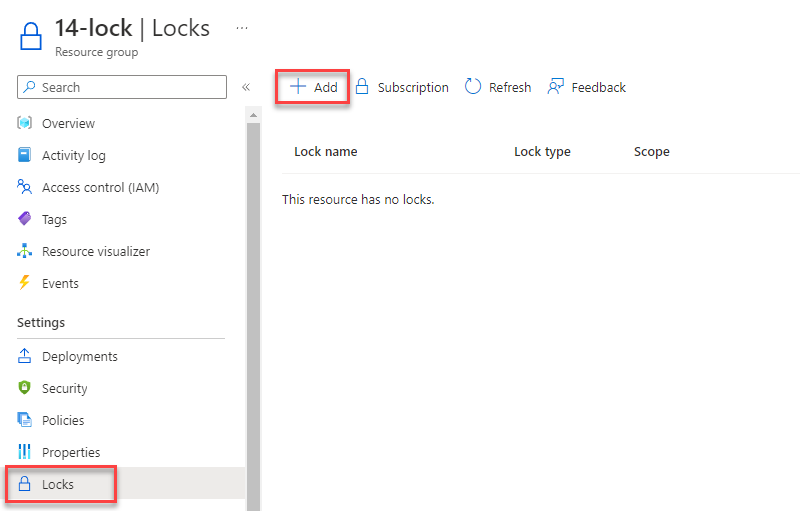 14-lock | Locks ...
Resource group
Search «
Overview
Activity log
Access control (IAM)
Tags
Resource visualizer
Events
Settings
Deployments
Security
Policies
Properties
Locks
Add Subscription Refresh Feedback
Lock name Lock type Scope
This resource has no locks.